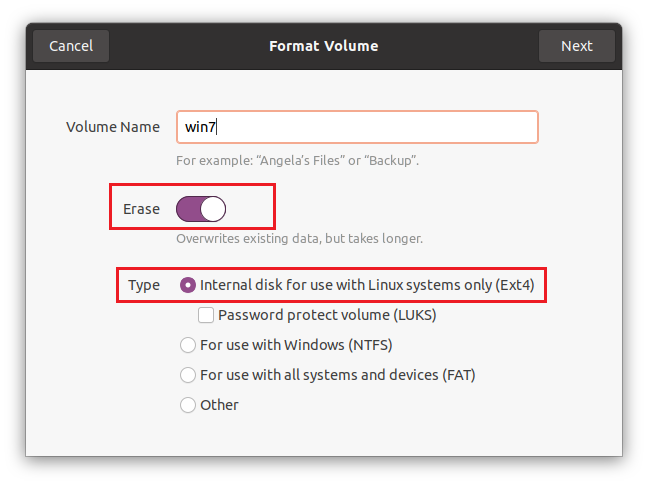 Cancel Format Volume Next
Volume Name win7
For example: “Angela’s Files” or “Backup”.
Erase
Overwrites existing data, but takes longer.
Type Internal disk for use with Linux systems only (Ext4)
Password protect volume (LUKS)
For use with Windows (NTFS)
For use with all systems and devices (FAT)
Other